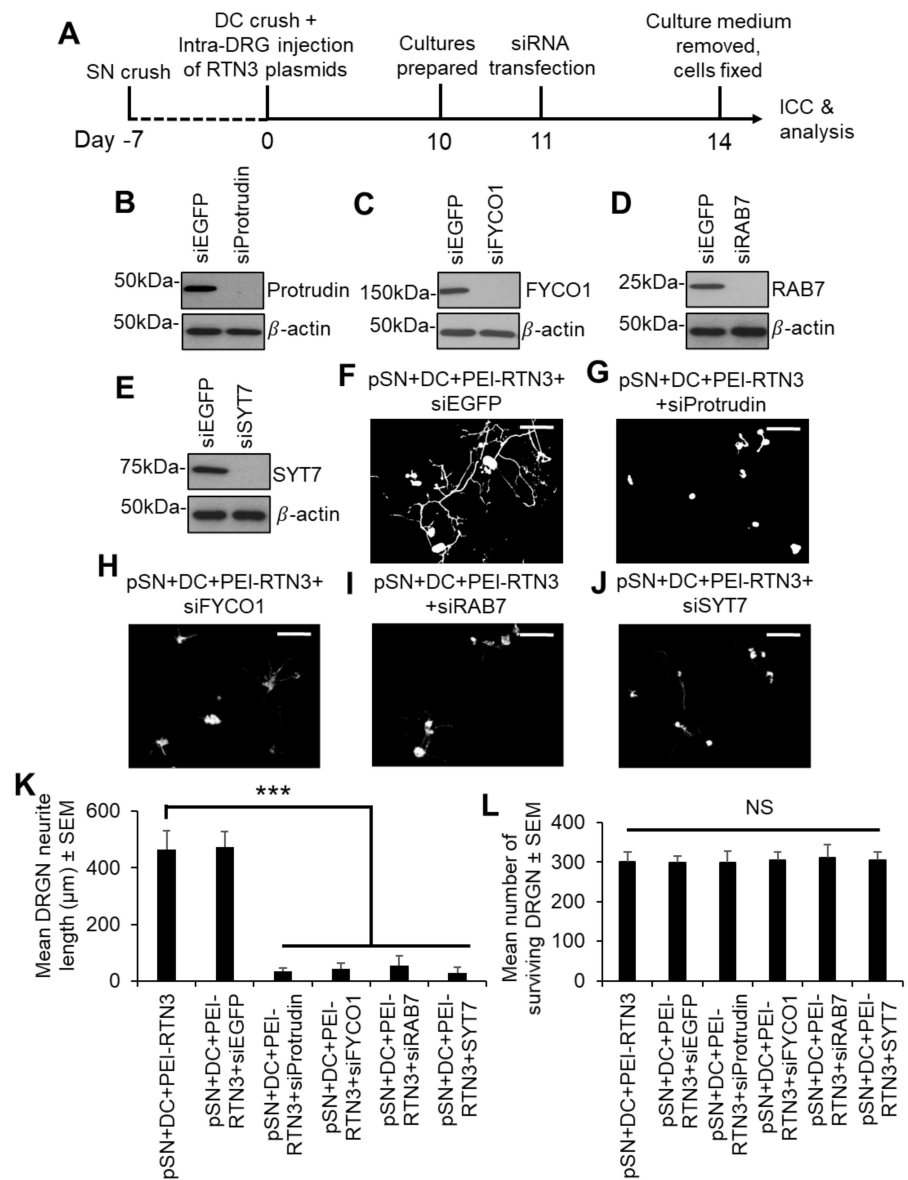 A
SN crush
DC crush +
Intra-DRG injection
of RTN3 plasmids
Cultures
prepared
siRNA
transfection
Culture medium
removed,
cells fixed
Day -7
0
10
11
14
ICC &
analysis
B
siEGFP
siProtrudin
50kDa-
Protrudin
50kDa-
β-actin
C
siEGFP
siFYCO1
150kDa-
FYCO1
50kDa-
β-actin
D
siEGFP
siRAB7
25kDa-
RAB7
50kDa-
β-actin
E
siEGFP
siSYT7
75kDa-
SYT7
50kDa-
β-actin
F
pSN+DC+PEI-RTN3+
siEGFP
G
pSN+DC+PEI-RTN3
+siProtrudin
H
pSN+DC+PEI-RTN3+
siFYCO1
I
pSN+DC+PEI-RTN3
+siRAB7
J
pSN+DC+PEI-RTN3+
siSYT7
K
Mean DRGN neurite
length (µm) ± SEM
600
400
200
0
***
pSN+DC+PEI-RTN3
pSN+DC+PEI-
RTN3+siEGFP
pSN+DC+PEI-
RTN3+siProtrudin
pSN+DC+PEI-
RTN3+siFYCO1
pSN+DC+PEI-
RTN3+siRAB7
pSN+DC+PEI-
RTN3+SYT7
L
Mean number of
surviving DRGN ± SEM
400
300
200
100
0
NS
pSN+DC+PEI-RTN3
pSN+DC+PEI-
RTN3+siEGFP
pSN+DC+PEI-
RTN3+siProtrudin
pSN+DC+PEI-
RTN3+siFYCO1
pSN+DC+PEI-
RTN3+siRAB7
pSN+DC+PEI-
RTN3+SYT7